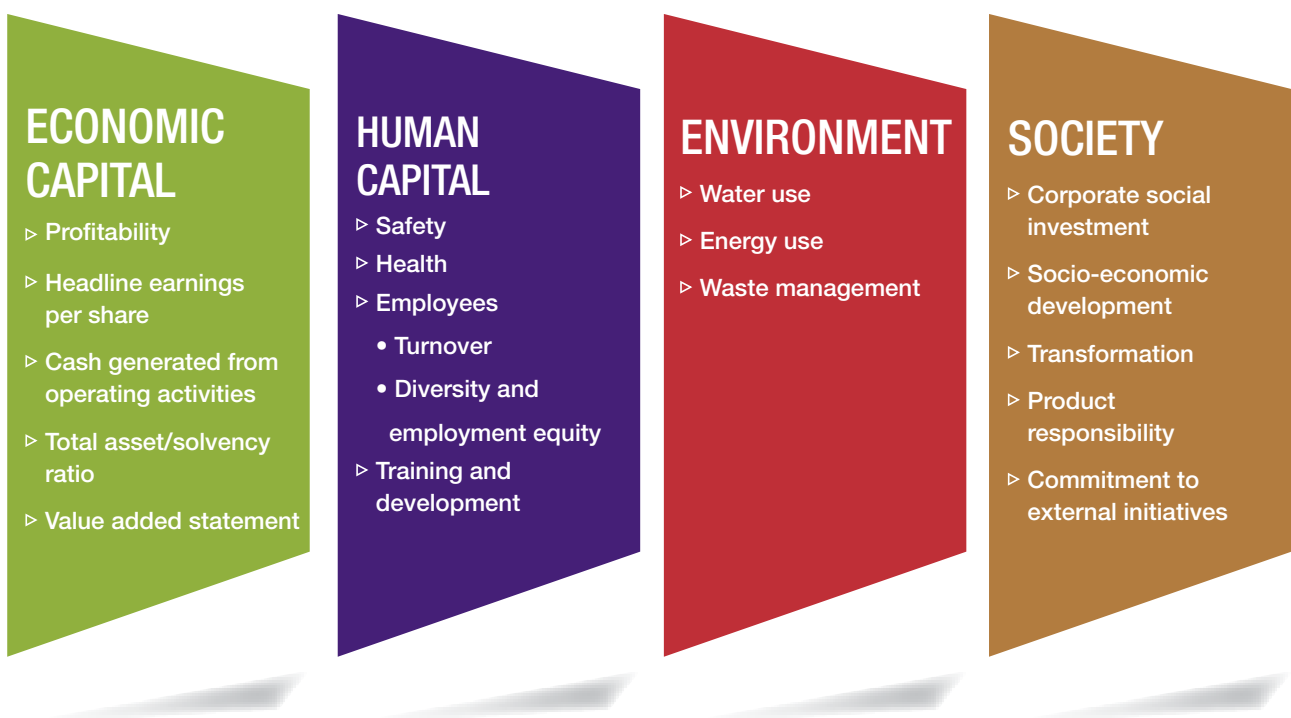 ECONOMIC
CAPITAL
▹ Profitability
▹ Headline earnings
per share
▹ Cash generated from
operating activities
▹ Total asset/solvency
ratio
▹ Value added statement
HUMAN
CAPITAL
▹ Safety
▹ Health
▹ Employees
• Turnover
• Diversity and
employment equity
▹ Training and
development
ENVIRONMENT
▹ Water use
▹ Energy use
▹ Waste management
SOCIETY
▹ Corporate social
investment
▹ Socio-economic
development
▹ Transformation
▹ Product
responsibility
▹ Commitment to
external initiatives